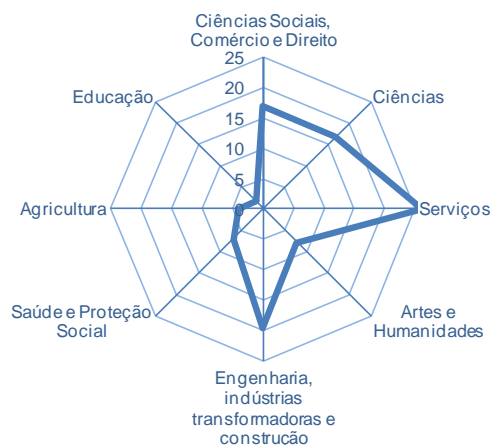 Ciências Sociais,
Comércio e Direito
25
20
15
10
5
0
Educação
Ciências
Agricultura
Serviços
Saúde e Proteção
Social
Artes e
Humanidades
Engenharia,
indústrias
transformadoras e
construção